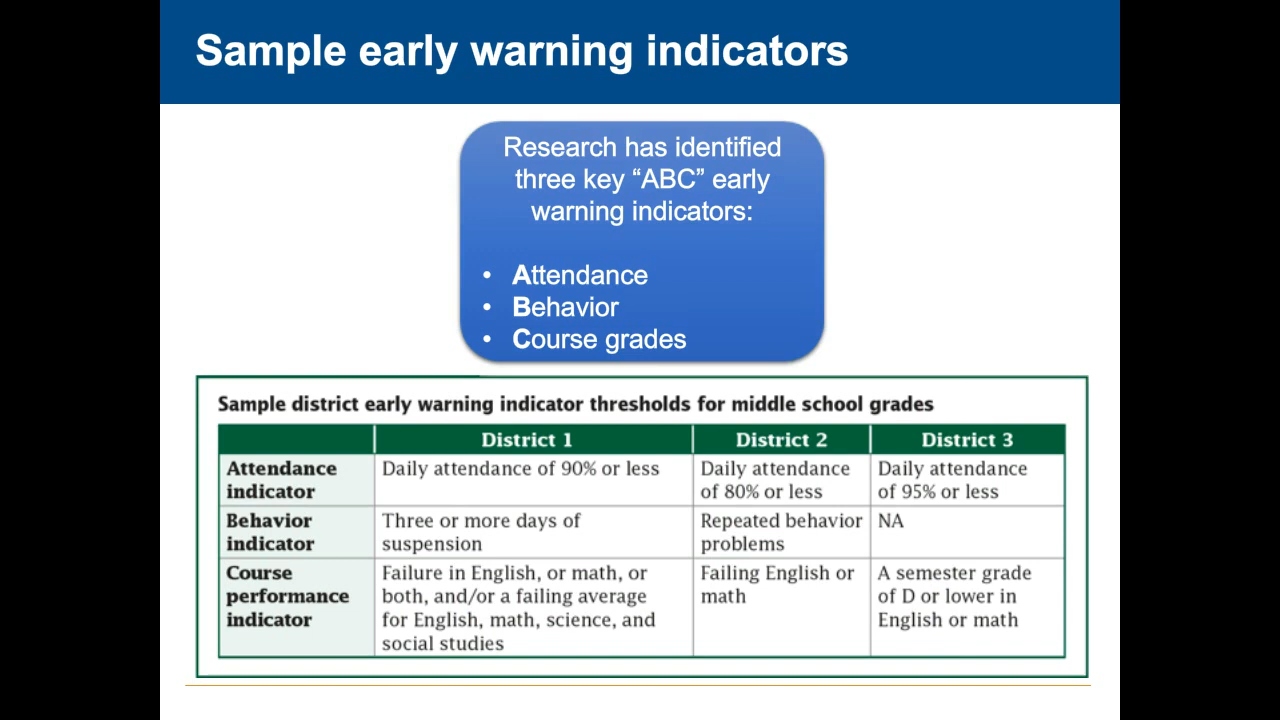 Sample early warning indicators
Research has identified
three key “ABC” early
warning indicators:
• Attendance
• Behavior
• Course grades
Sample district early warning indicator thresholds for middle school grades
District 1 District 2 District 3
Attendance indicator Daily attendance of 90% or less Daily attendance of 80% or less Daily attendance of 95% or less
Behavior indicator Three or more days of suspension Repeated behavior problems NA
Course performance indicator Failure in English, or math, or both, and/or a failing average for English, math, science, and social studies Failing English or math A semester grade of D or lower in English or math